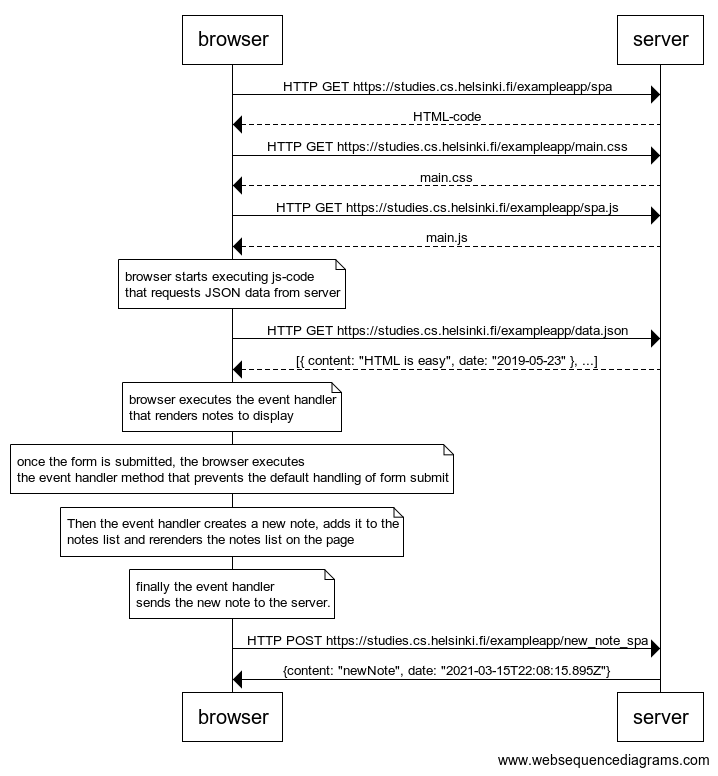 browser
server
HTTP GET https://studies.cs.helsinki.fi/exampleapp/spa
HTML-code
HTTP GET https://studies.cs.helsinki.fi/exampleapp/main.css
main.css
HTTP GET https://studies.cs.helsinki.fi/exampleapp/spa.js
main.js
browser starts executing js-code
that requests JSON data from server
HTTP GET https://studies.cs.helsinki.fi/exampleapp/data.json
[{ content: "HTML is easy", date: "2019-05-23" }, ...]
browser executes the event handler
that renders notes to display
once the form is submitted, the browser executes
the event handler method that prevents the default handling of form submit
Then the event handler creates a new note, adds it to the
notes list and rerenders the notes list on the page
finally the event handler
sends the new note to the server.
HTTP POST https://studies.cs.helsinki.fi/exampleapp/new_note_spa
{content: "newNote", date: "2021-03-15T22:08:15.895Z"}
browser
server
www.websequencediagrams.com